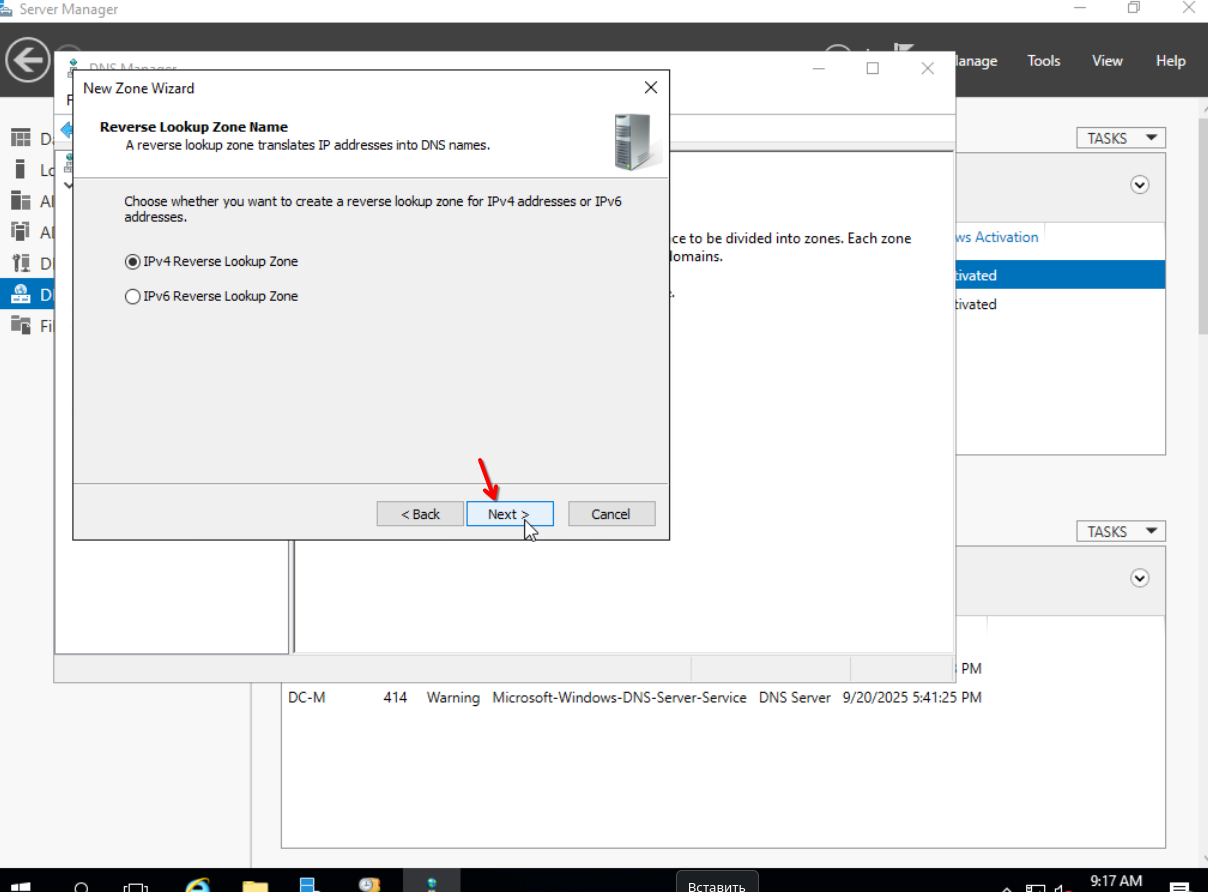 Server Manager
Manage Tools View Help
DNS Manager
New Zone Wizard
Reverse Lookup Zone Name
A reverse lookup zone translates IP addresses into DNS names.
TASKS
Choose whether you want to create a reverse lookup zone for IPv4 addresses or IPv6
addresses.
ce to be divided into zones. Each zone
ws Activation
IPv4 Reverse Lookup Zone
tivated
IPv6 Reverse Lookup Zone
tivated
< Back
Next >
Cancel
TASKS
PM
DC-M 414 Warning Microsoft-Windows-DNS-Server-Service DNS Server 9/20/2025 5:41:25 PM
Вставить
9:17 AM